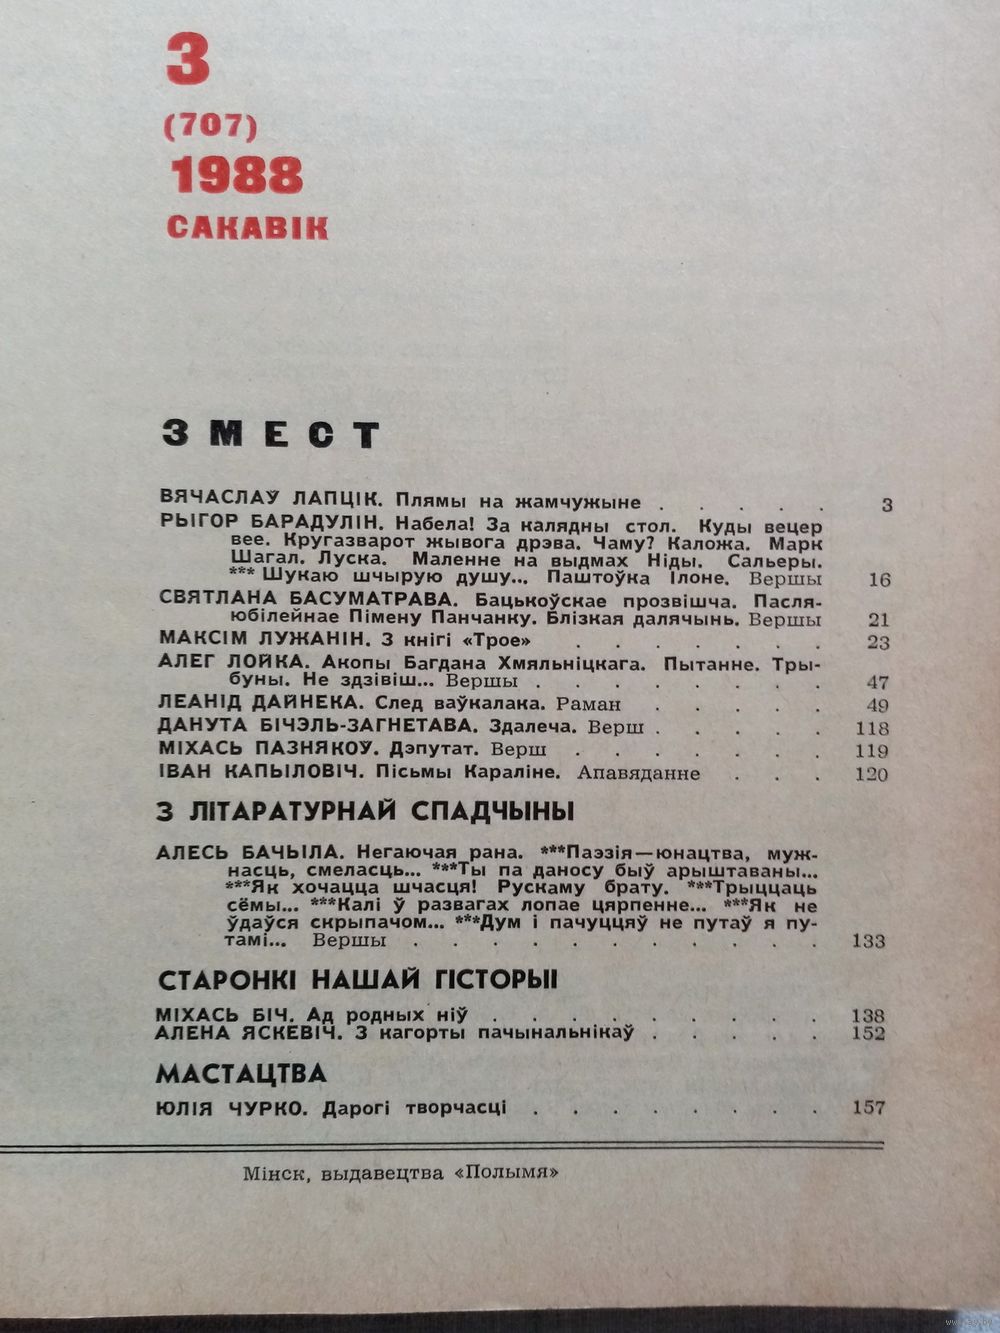 3
(707)
1988
САКАВІК
ЗМЕСТ
ВЯЧАСЛАЎ ЛАПЦІК. Плямы на жамчужыне . . . . . 3
РЫГОР БАРАДУЛІН. Набела! За калядны стол. Куды вецер
вее. Кругазварот жывога дрэва. Чаму? Каложа. Марк
Шагал. Луска. Маленне на выдмах Ніды. Сальеры.
*** Шукаю шчырую душу... Паштоўка Ілоне. Вершы 16
СВЯТЛАНА БАСУМАТРАВА. Бацькоўскае прозвішча. Пасля-
юбілейнае Пімену Панчанку. Блізкая далячынь. Вершы 21
МАКСІМ ЛУЖАНІН. З кнігі «Трое» . . . . . . . 23
АЛЕГ ЛОЙКА. Акопы Багдана Хмяльніцкага. Пытанне. Тры-
буны. Не здзівіш... Вершы . . . . . . . . 47
ЛЕАНІД ДАЙНЕКА. След ваўкалака. Раман . . . . . 49
ДАНУТА БІЧЭЛЬ-ЗАГНЕТАВА. Здалеча. Верш . . . . . 118
МІХАСЬ ПАЗНЯКОЎ. Дэпутат. Верш . . . . . . . 119
ІВАН КАПЫЛОВІЧ. Пісьмы Караліне. Апавяданне . . . 120
З ЛІТАРАТУРНАЙ СПАДЧЫНЫ
АЛЕСЬ БАЧЫЛА. Негаючая рана. ***Паэзія—юнацтва, муж-
насць, смеласць... ***Ты па даносу быў арыштаваны...
***Як хочацца шчасця! Рускаму брату. ***Трыццаць
сёмы... ***Калі ў развагах лопае цярпенне... ***Як не
ўдаўся скрыпачом... ***Дум і пачуццяў не путаў я пу-
тамі... Вершы . . . . . . . . . . . 133
СТАРОНКІ НАШАЙ ГІСТОРЫІ
МІХАСЬ БІЧ. Ад родных ніў . . . . . . . . . 138
АЛЕНА ЯСКЕВІЧ. З кагорты пачынальнікаў . . . . . 152
МАСТАЦТВА
ЮЛІЯ ЧУРКО. Дарогі творчасці . . . . . . . . 157
Мінск, выдавецтва «Полымя»